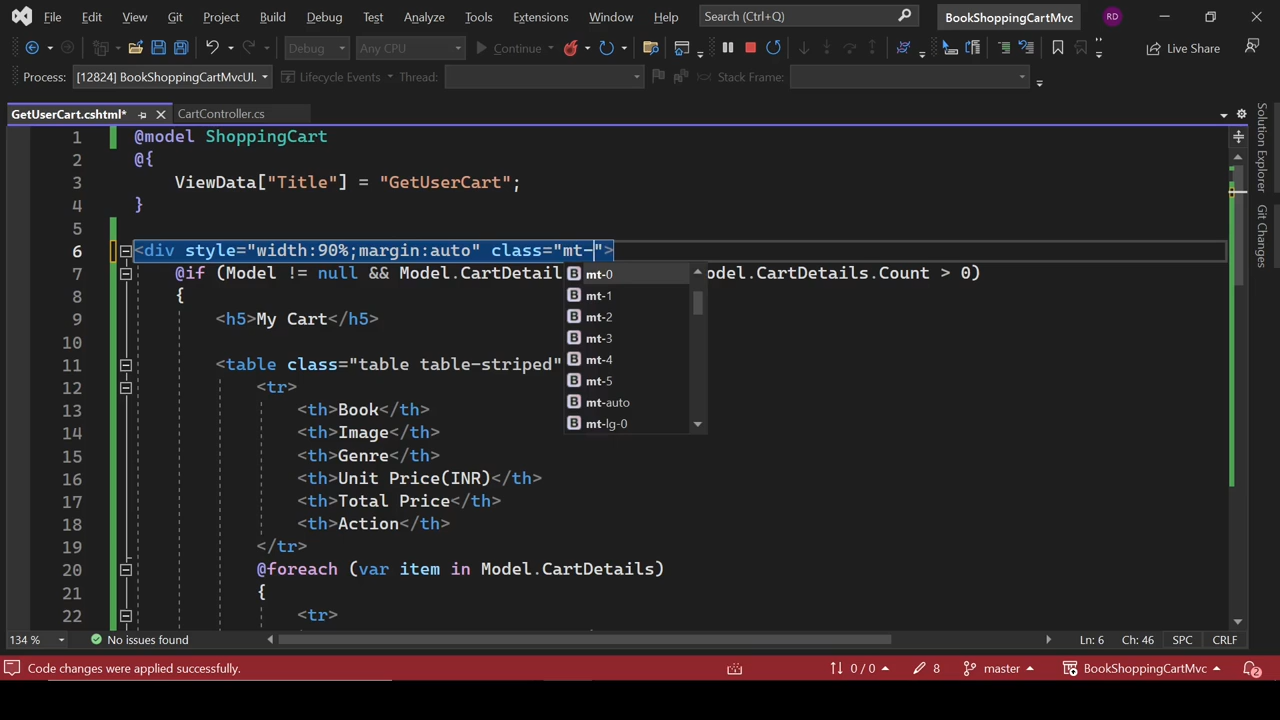 File Edit View Git Project Build Debug Test Analyze Tools Extensions Window Help Search (Ctrl+Q) BookShoppingCartMvc RD
Debug Any CPU Continue Live Share
Process: [12824] BookShoppingCartMvcUI. Lifecycle Events Thread: Stack Frame:
GetUserCart.cshtml* CartController.cs
1 @model ShoppingCart
2 @{
3 ViewData["Title"] = "GetUserCart";
4 }
5
6 <div style="width:90%;margin:auto" class="mt-">
7 @if (Model != null && Model.CartDetail odel.CartDetails.Count > 0)
8 {
9 <h5>My Cart</h5>
10
11 <table class="table table-striped"
12 <tr>
13 <th>Book</th>
14 <th>Image</th>
15 <th>Genre</th>
16 <th>Unit Price(INR)</th>
17 <th>Total Price</th>
18 <th>Action</th>
19 </tr>
20 @foreach (var item in Model.CartDetails)
21 {
22 <tr>
mt-0
mt-1
mt-2
mt-3
mt-4
mt-5
mt-auto
mt-lg-0
Solution Explorer
Git Changes
134 % No issues found Ln: 6 Ch: 46 SPC CRLF
Code changes were applied successfully. 0 / 0 8 master BookShoppingCartMvc 2